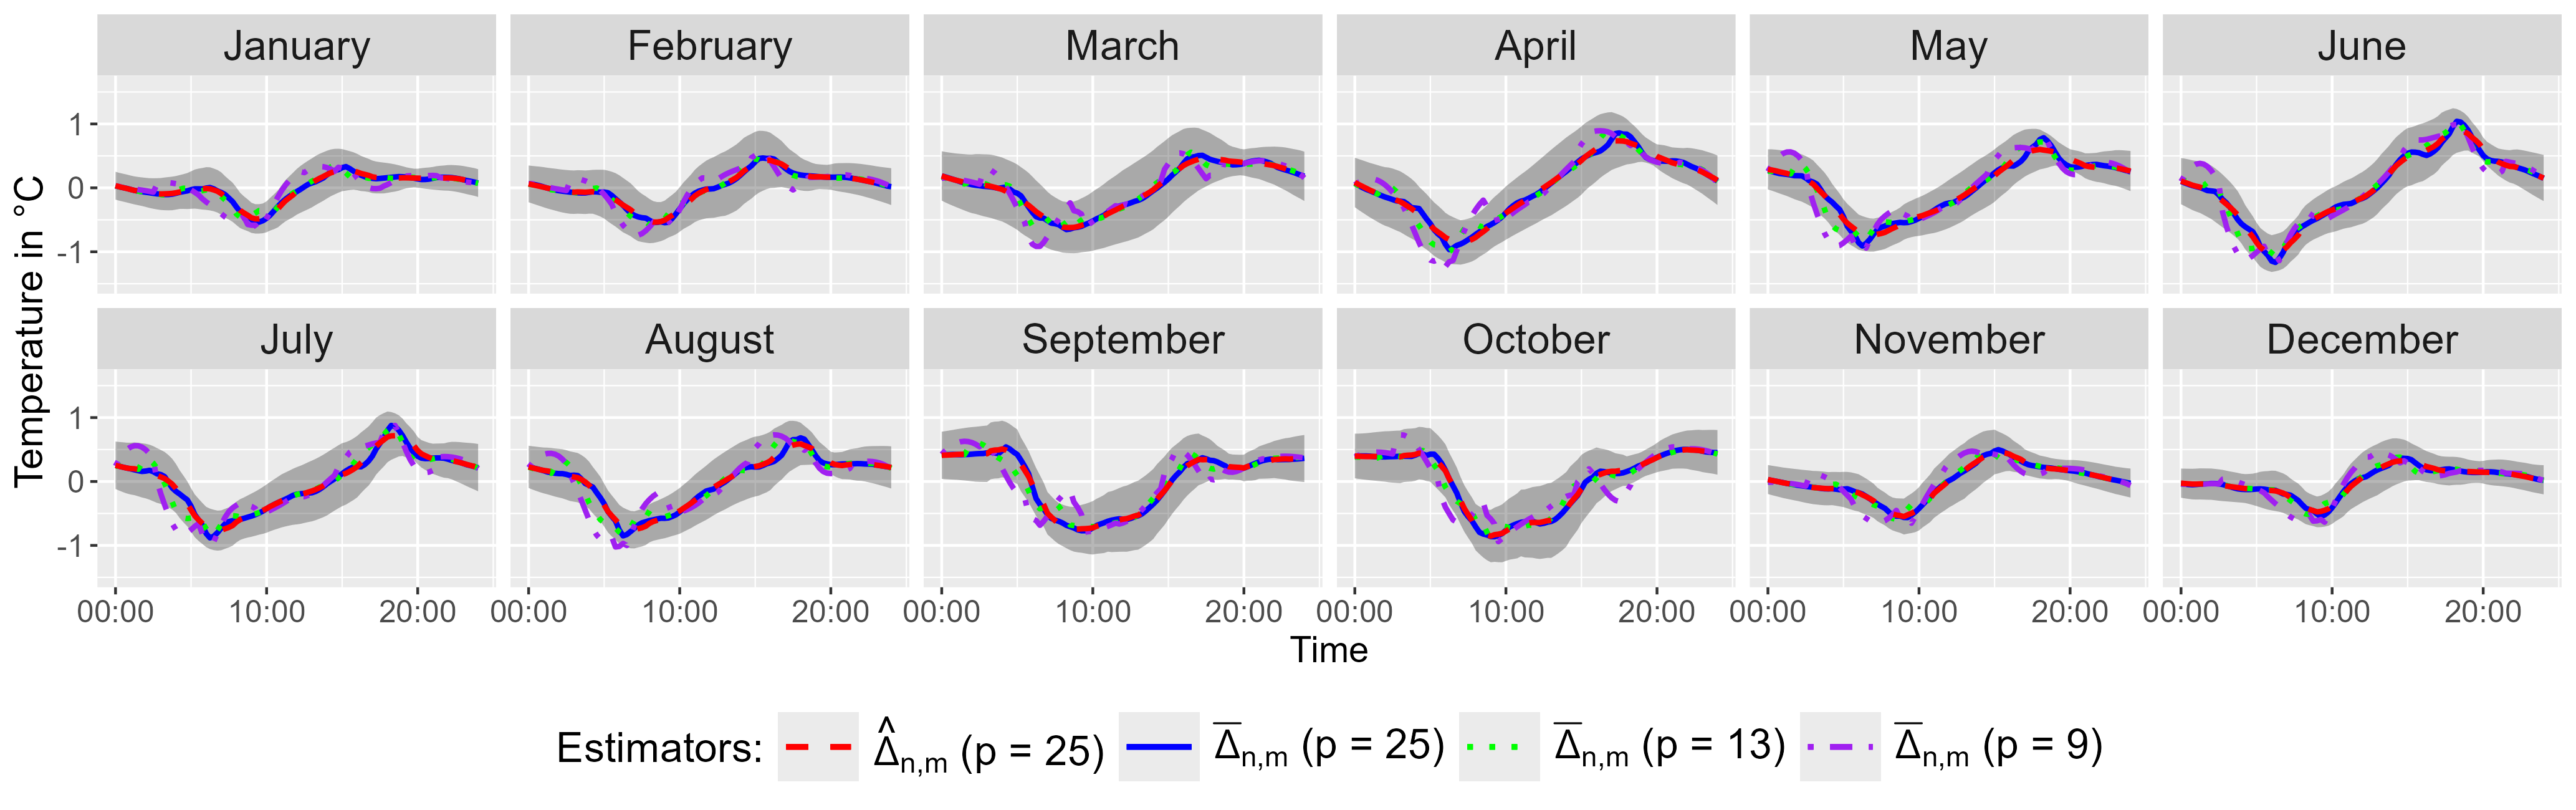 January February March April May June
1
0
-1
July August September October November December
1
0
-1
Temperature in °C
00:00 10:00 20:00 00:00 10:00 20:00 00:00 10:00 20:00 00:00 10:00 20:00 00:00 10:00 20:00 00:00 10:00 20:00
Time
Estimators: Δ̂n,m (p = 25) Δ̅n,m (p = 25) Δ̅n,m (p = 13) Δ̅n,m (p = 9)